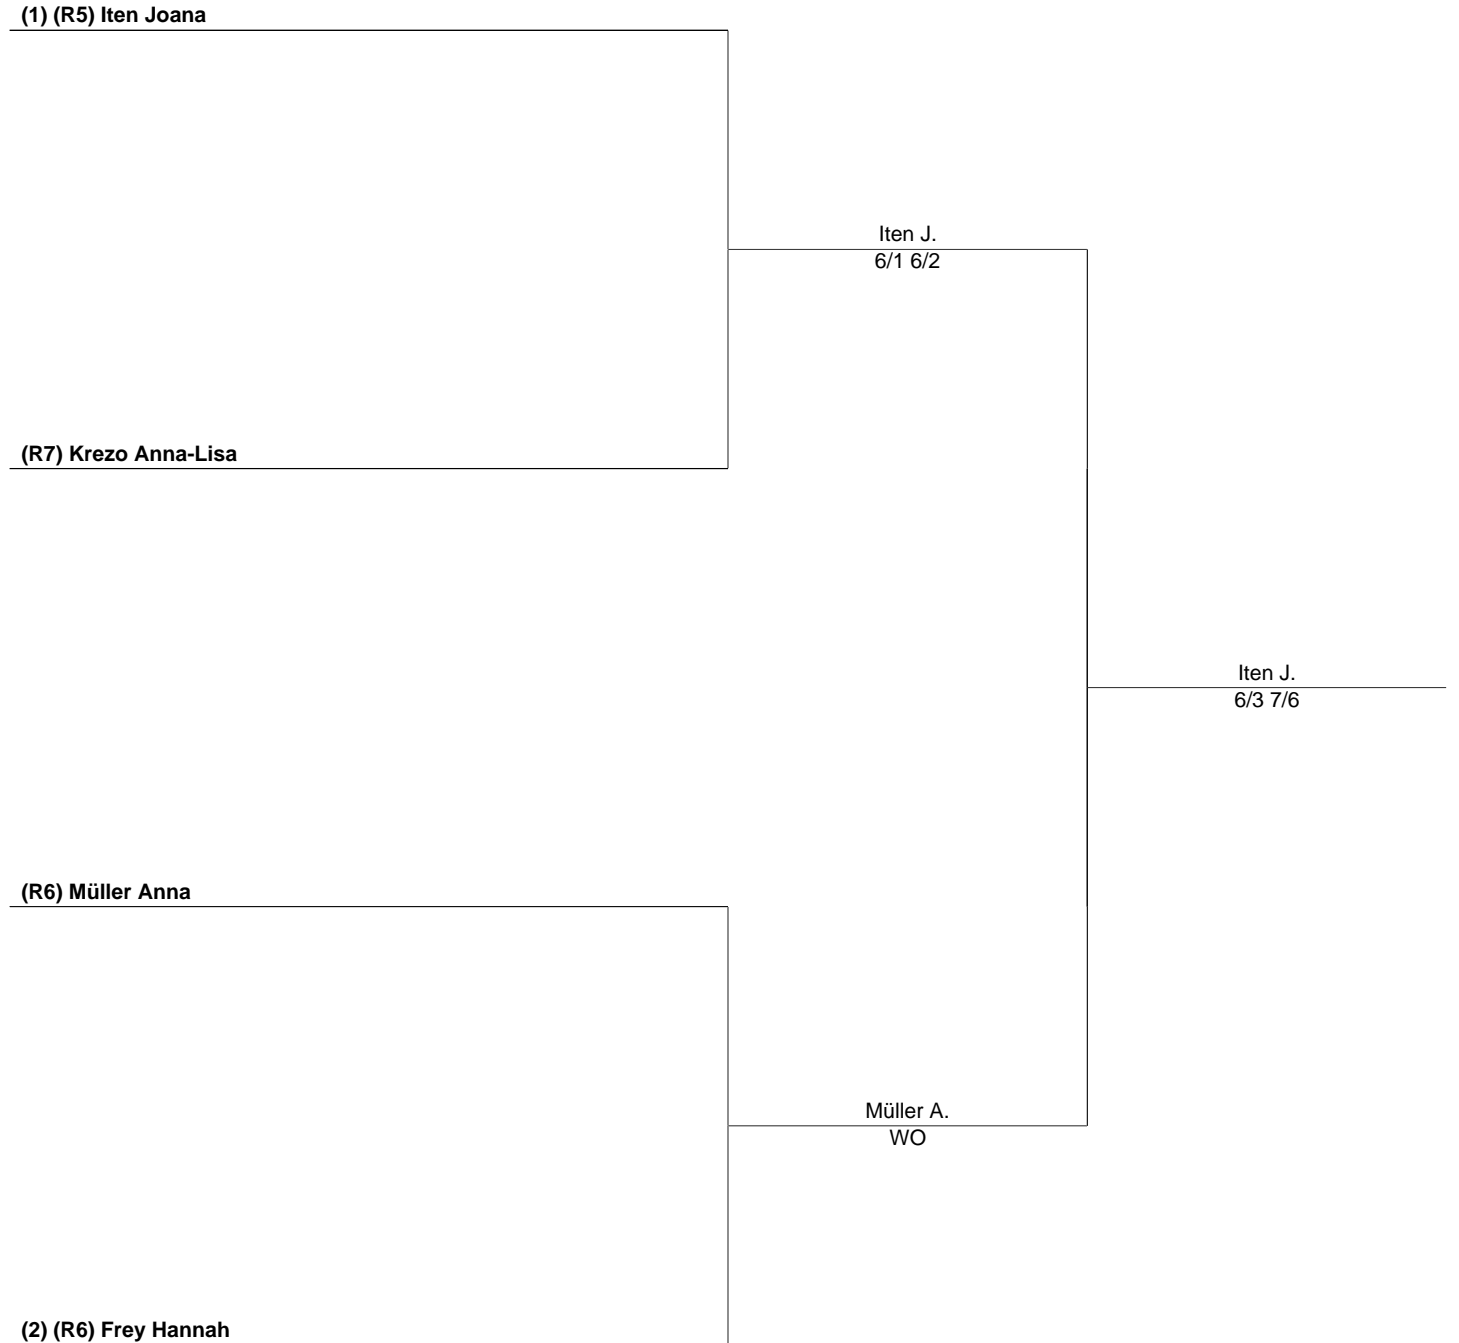 (1) (R5) Iten Joana
Iten J.
6/1 6/2
(R7) Krezo Anna-Lisa
Iten J.
6/3 7/6
(R6) Müller Anna
Müller A.
WO
(2) (R6) Frey Hannah